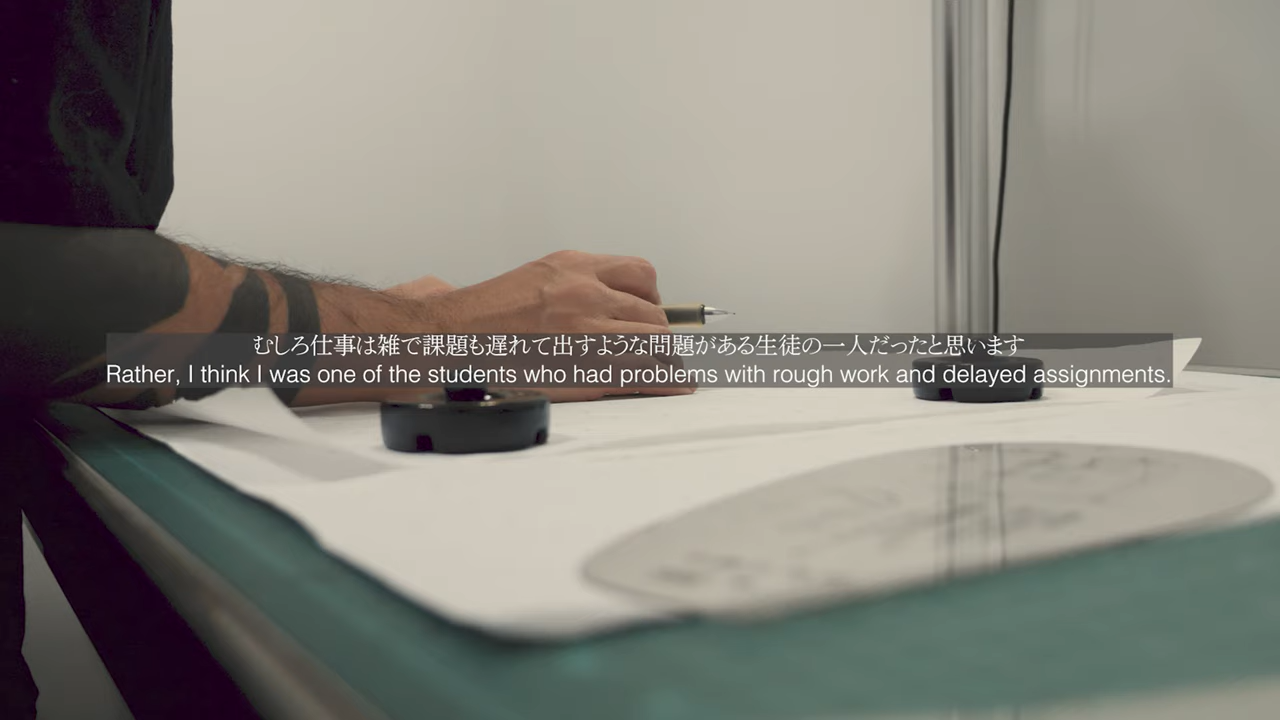 むしろ仕事は雑で課題も遅れて出すような問題がある生徒の一人だったと思います
Rather, I think I was one of the students who had problems with rough work and delayed assignments.